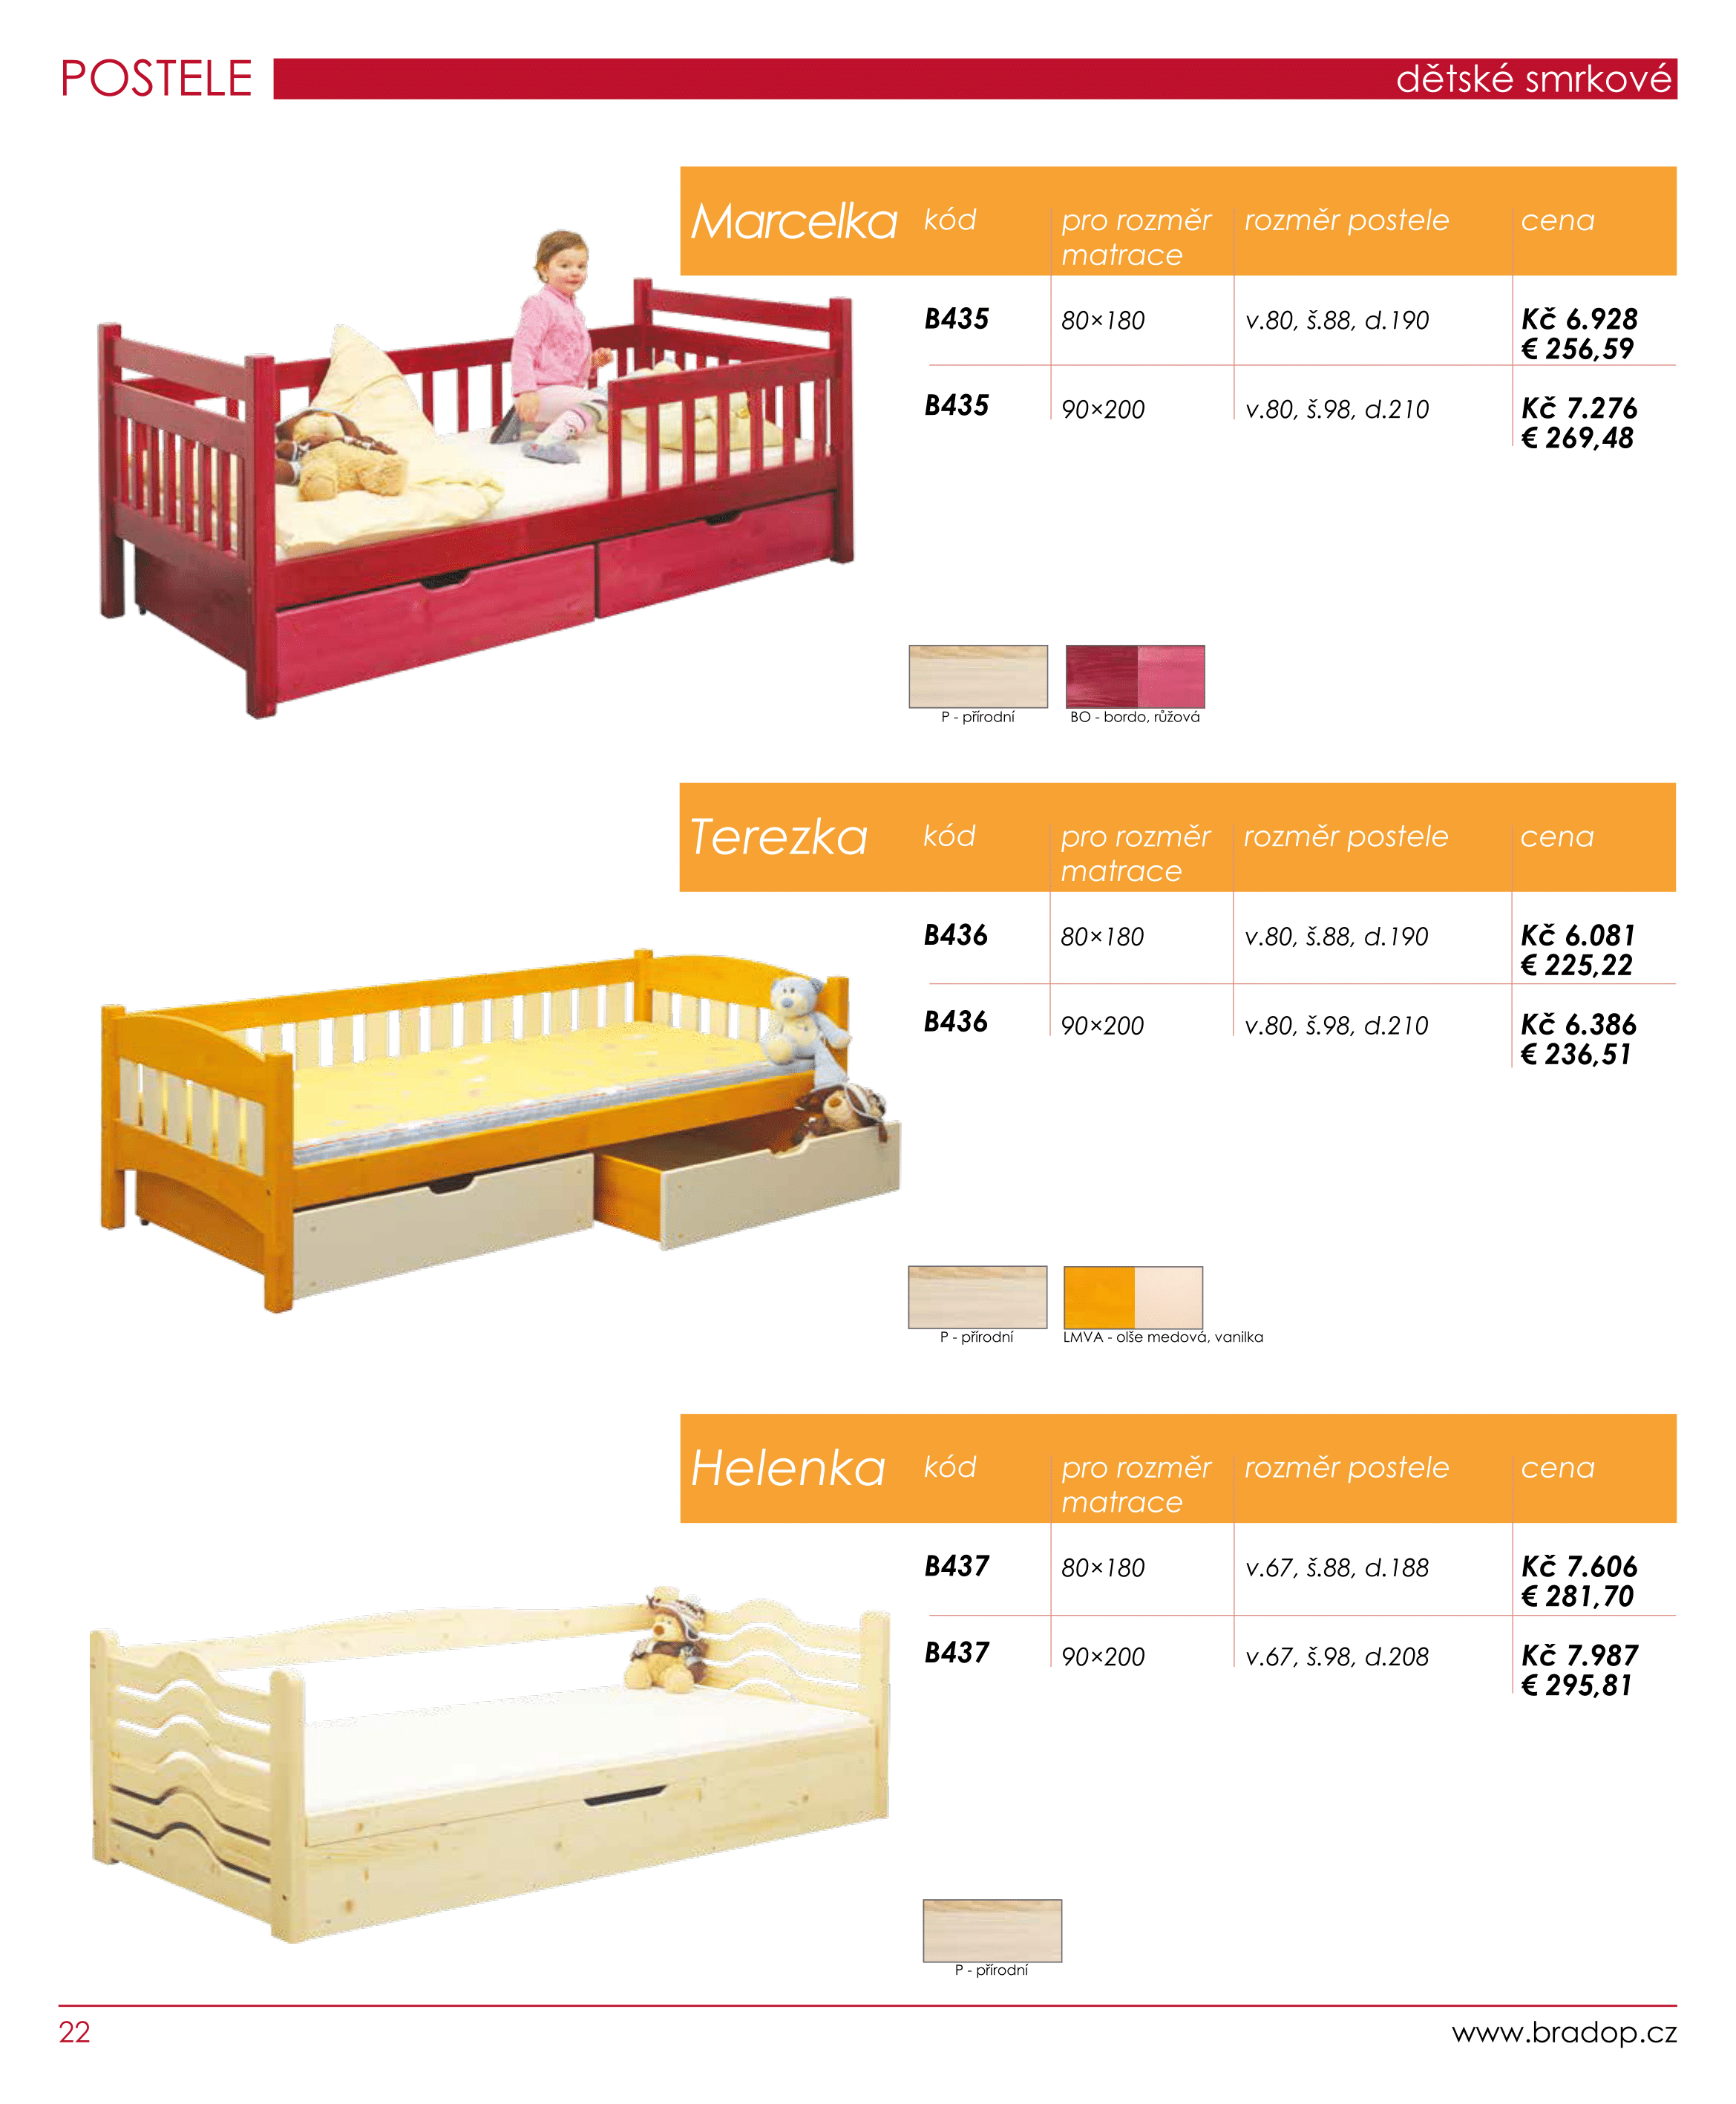 POSTELE
dětské smrkové
Marcelka kód pro rozměr rozměr postele cena
matrace
B435 80×180 v.80, š.88, d.190 Kč 6.928
€ 256,59
B435 90×200 v.80, š.98, d.210 Kč 7.276
€ 269,48
P - přírodní BO - bordo, růžová
Terezka kód pro rozměr rozměr postele cena
matrace
B436 80×180 v.80, š.88, d.190 Kč 6.081
€ 225,22
B436 90×200 v.80, š.98, d.210 Kč 6.386
€ 236,51
P - přírodní LMVA - olše medová, vanilka
Helenka kód pro rozměr rozměr postele cena
matrace
B437 80×180 v.67, š.88, d.188 Kč 7.606
€ 281,70
B437 90×200 v.67, š.98, d.208 Kč 7.987
€ 295,81
P - přírodní
22 www.bradop.cz